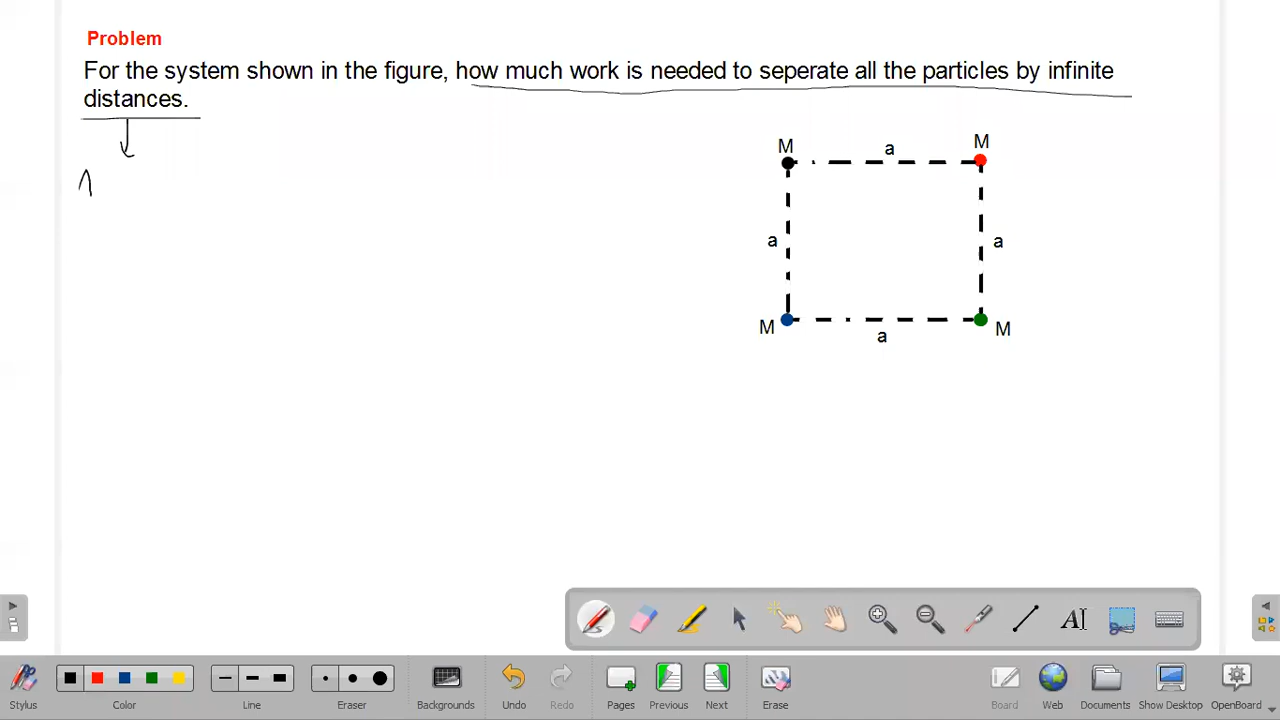 Problem
For the system shown in the figure, how much work is needed to seperate all the particles by infinite
distances.
M
a
M
a
a
M
a
M
Stylus
Color
Line
Eraser
Backgrounds
Undo
Redo
Pages
Previous
Next
Erase
Board
Web
Documents
Show Desktop
OpenBoard